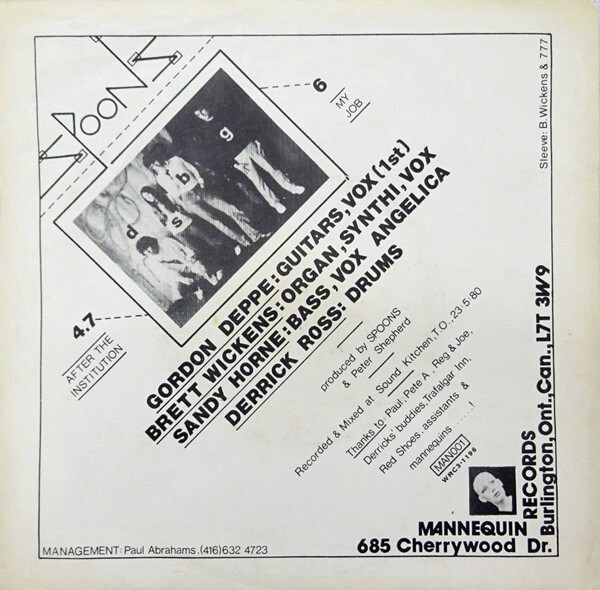 SPOONS
6
MY
JOB
g
b
s
d
4.7
AFTER THE
INSTITUTION
GORDON DEPPE: GUITARS, VOX (1st)
BRETT WICKENS: ORGAN, SYNTHI, VOX
SANDY HORNE: BASS, VOX ANGELICA
DERRICK ROSS: DRUMS
produced by SPOONS
& Peter Shepherd
Recorded & Mixed at Sound Kitchen, T.O., 23.5.80
Thanks to Paul, Pete A, Reg & Joe,
Derricks' buddies, Trafalgar Inn,
Red Shoes, assistants &
mannequins . . . . . !
MAN001
WRC3-1196
Sleeve: B. Wickens & 777
MANNEQUIN
RECORDS
685 Cherrywood Dr.
Burlington, Ont., Can., L7T 3W9
MANAGEMENT: Paul Abrahams. (416) 632 4723